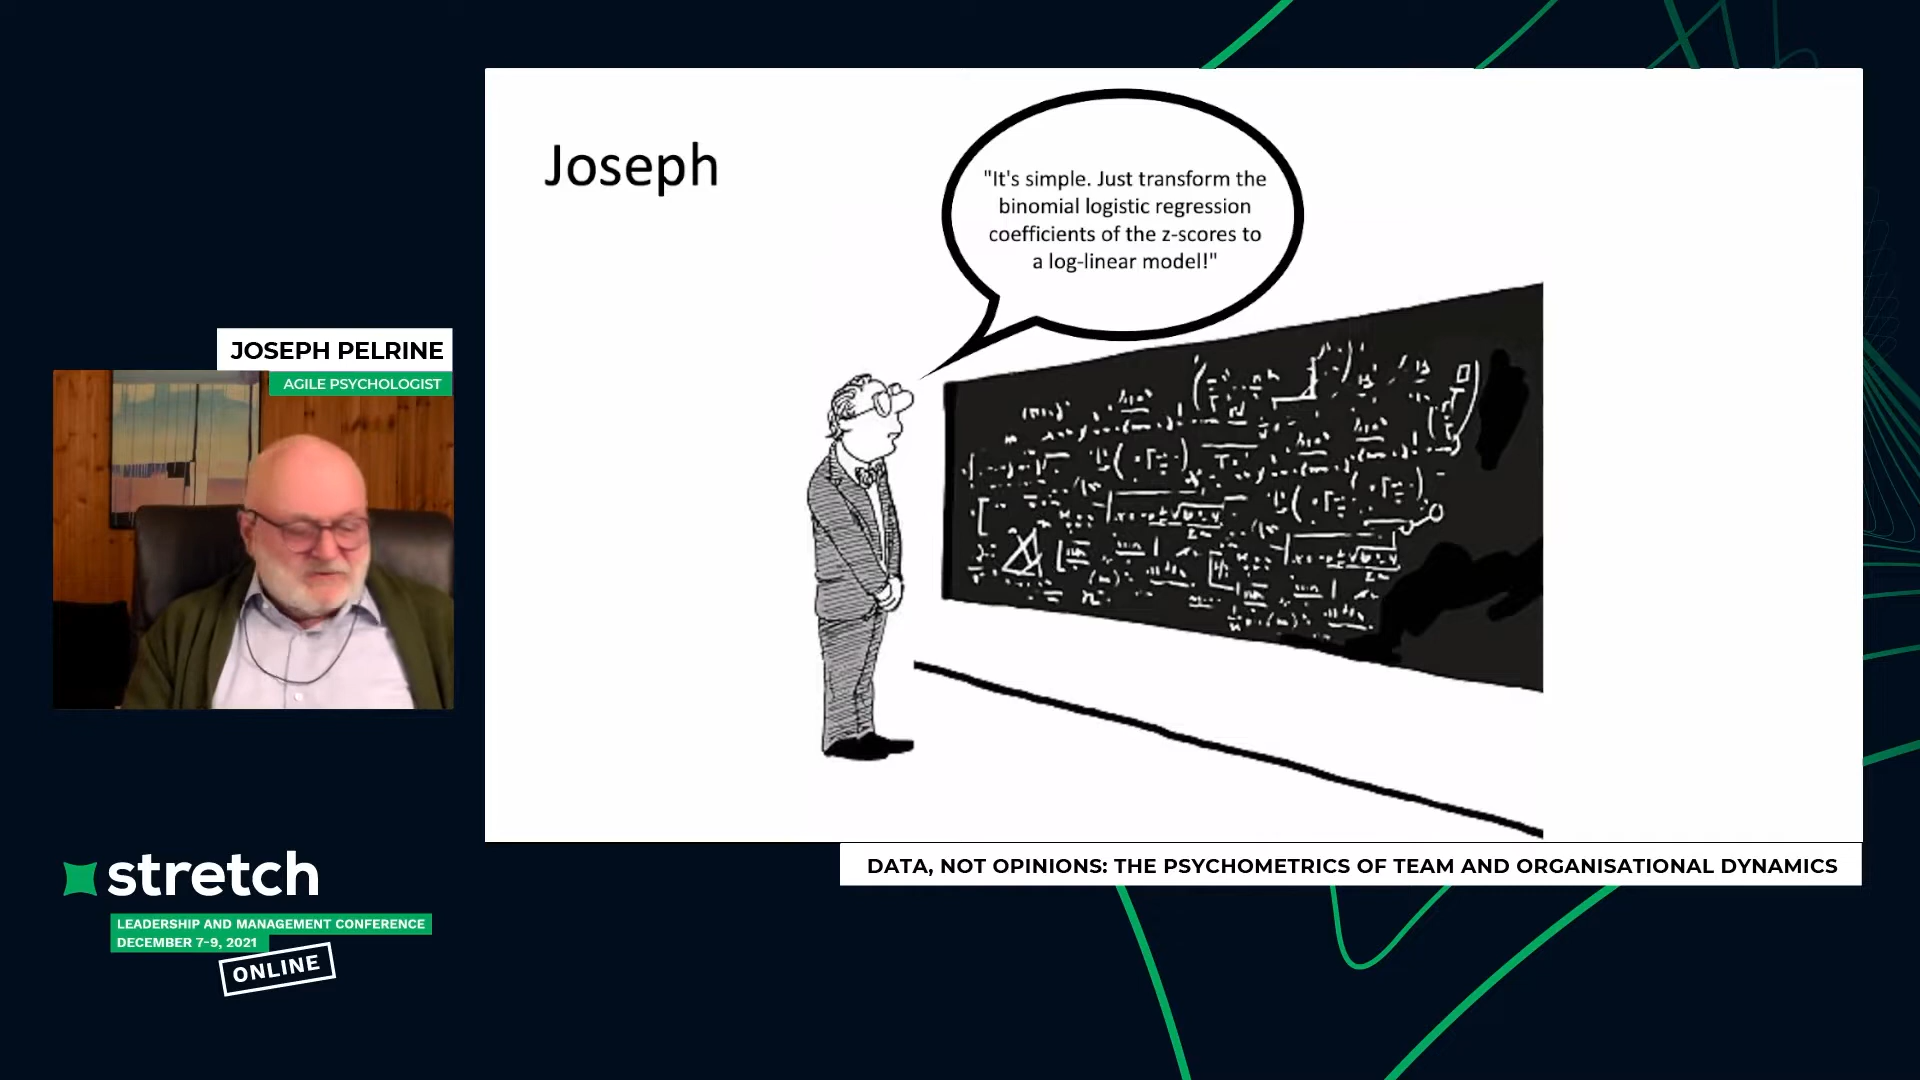 Joseph
"It's simple. Just transform the
binomial logistic regression
coefficients of the z-scores to
a log-linear model!"
JOSEPH PELRINE
AGILE PSYCHOLOGIST
stretch
LEADERSHIP AND MANAGEMENT CONFERENCE
DECEMBER 7-9, 2021
ONLINE
DATA, NOT OPINIONS: THE PSYCHOMETRICS OF TEAM AND ORGANISATIONAL DYNAMICS